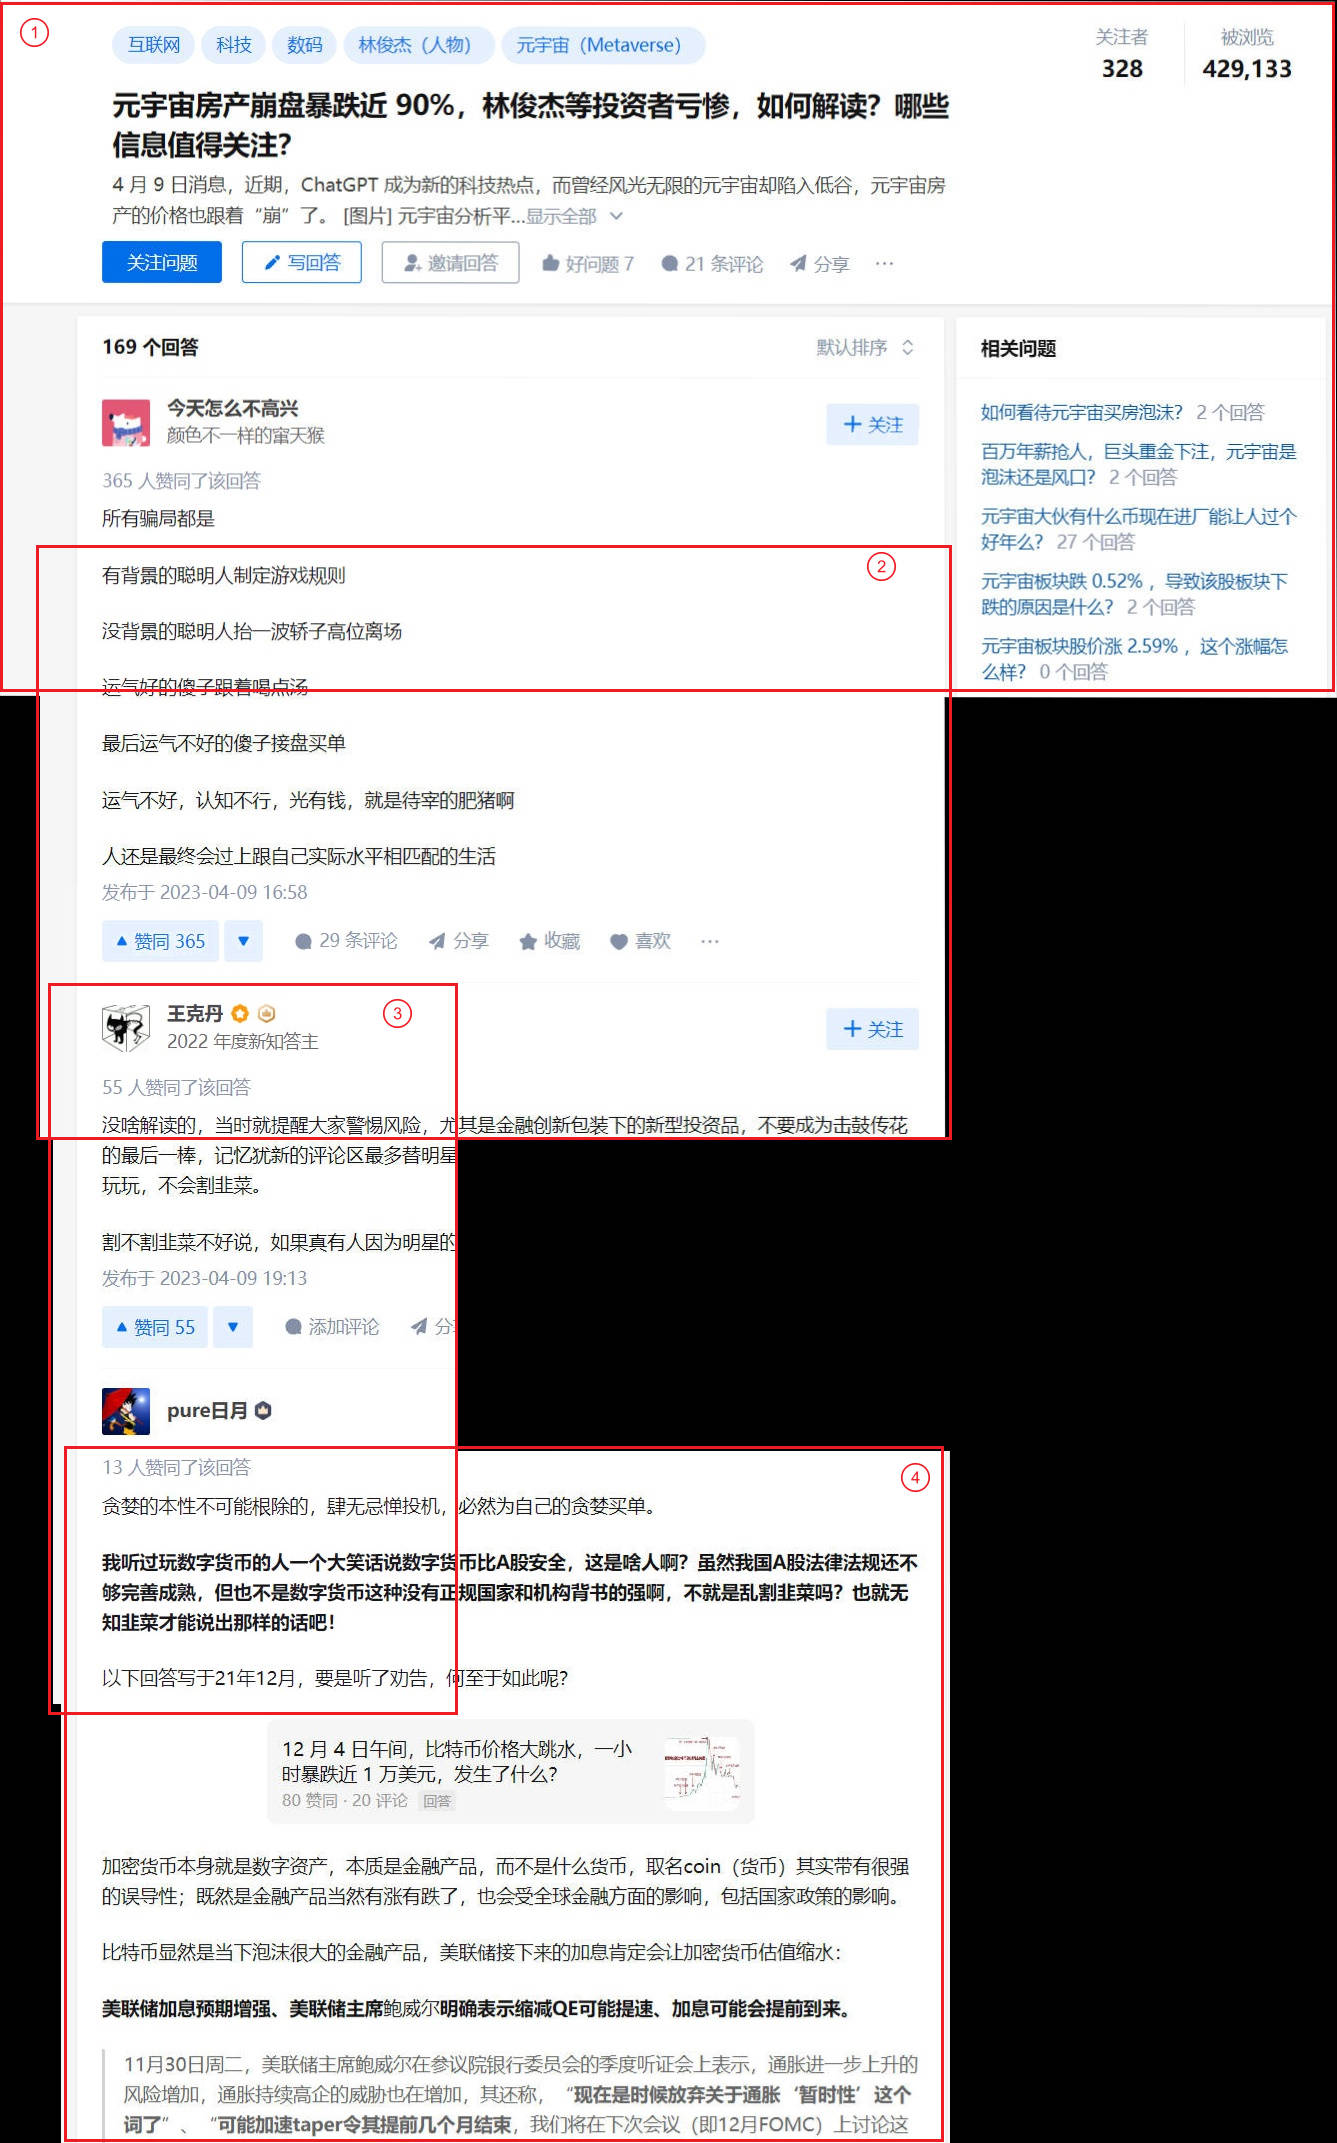 ①
互联网 科技 数码 林俊杰（人物） 元宇宙（Metaverse）
关注者 被浏览
328 429,133
元宇宙房产崩盘暴跌近 90%，林俊杰等投资者亏惨，如何解读？哪些
信息值得关注？
4 月 9 日消息，近期，ChatGPT 成为新的科技热点，而曾经风光无限的元宇宙却陷入低谷，元宇宙房
产的价格也跟着“崩”了。 [图片] 元宇宙分析平...显示全部
关注问题 写回答 邀请回答 好问题 7 21 条评论 分享 ···
169 个回答 默认排序
今天怎么不高兴
颜色不一样的窜天猴
+ 关注
365 人赞同了该回答
所有骗局都是
②
有背景的聪明人制定游戏规则
没背景的聪明人抬一波轿子高位离场
运气好的傻子跟着喝点汤
最后运气不好的傻子接盘买单
运气不好，认知不行，光有钱，就是待宰的肥猪啊
人还是最终会过上跟自己实际水平相匹配的生活
发布于 2023-04-09 16:58
赞同 365 29 条评论 分享 收藏 喜欢 ···
相关问题
如何看待元宇宙买房泡沫？ 2 个回答
百万年薪抢人，巨头重金下注，元宇宙是
泡沫还是风口？ 2 个回答
元宇宙大伙有什么币现在进厂能让人过个
好年么？ 27 个回答
元宇宙板块跌 0.52% ，导致该股板块下
跌的原因是什么？ 2 个回答
元宇宙板块股价涨 2.59% ，这个涨幅怎
么样？ 0 个回答
王克丹 ③
2022 年度新知答主
+ 关注
55 人赞同了该回答
没啥解读的，当时就提醒大家警惕风险，尤其是金融创新包装下的新型投资品，不要成为击鼓传花
的最后一棒，记忆犹新的评论区最多替明星
玩玩，不会割韭菜。
割不割韭菜不好说，如果真有人因为明星的
发布于 2023-04-09 19:13
赞同 55 添加评论 分
pure日月
13 人赞同了该回答
④
贪婪的本性不可能根除的，肆无忌惮投机，必然为自己的贪婪买单。
我听过玩数字货币的人一个大笑话说数字货币比A股安全，这是啥人啊？虽然我国A股法律法规还不
够完善成熟，但也不是数字货币这种没有正规国家和机构背书的强啊，不就是乱割韭菜吗？也就无
知韭菜才能说出那样的话吧！
以下回答写于21年12月，要是听了劝告，何至于如此呢？
12 月 4 日午间，比特币价格大跳水，一小
时暴跌近 1 万美元，发生了什么？
80 赞同 · 20 评论 回答
加密货币本身就是数字资产，本质是金融产品，而不是什么货币，取名coin（货币）其实带有很强
的误导性；既然是金融产品当然有涨有跌了，也会受全球金融方面的影响，包括国家政策的影响。
比特币显然是当下泡沫很大的金融产品，美联储接下来的加息肯定会让加密货币估值缩水：
美联储加息预期增强、美联储主席鲍威尔明确表示缩减QE可能提速、加息可能会提前到来。
11月30日周二，美联储主席鲍威尔在参议院银行委员会的季度听证会上表示，通胀进一步上升的
风险增加，通胀持续高企的威胁也在增加，其还称，“现在是时候放弃关于通胀‘暂时性’这个
词了”、“可能加速taper令其提前几个月结束，我们将在下次会议（即12月FOMC）上讨论这